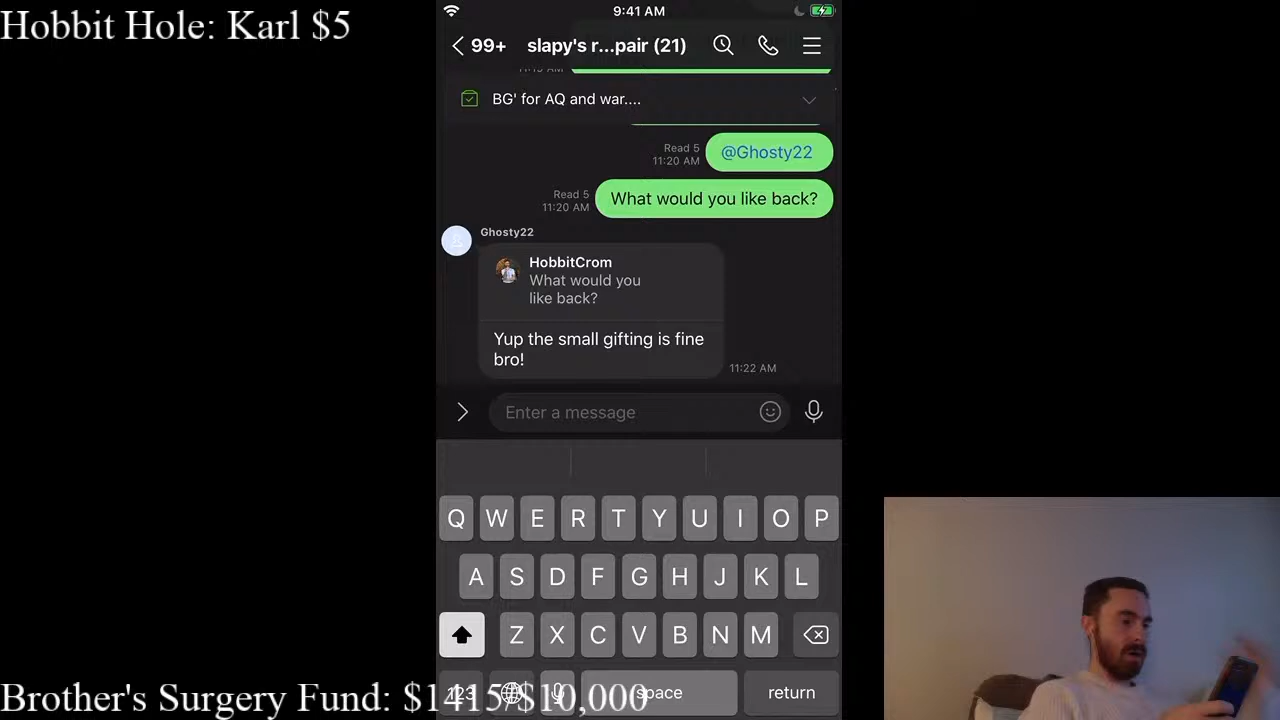 Hobbit Hole: Karl $5
9:41 AM
99+
slapy's r...pair (21)
BG' for AQ and war....
Read 5
11:20 AM
@Ghosty22
Read 5
11:20 AM
What would you like back?
Ghosty22
HobbitCrom
What would you
like back?
Yup the small gifting is fine
bro!
11:22 AM
Enter a message
Q W E R T Y U I O P
A S D F G H J K L
Z X C V B N M
123
space
return
Brother's Surgery Fund: $1415/$10,000